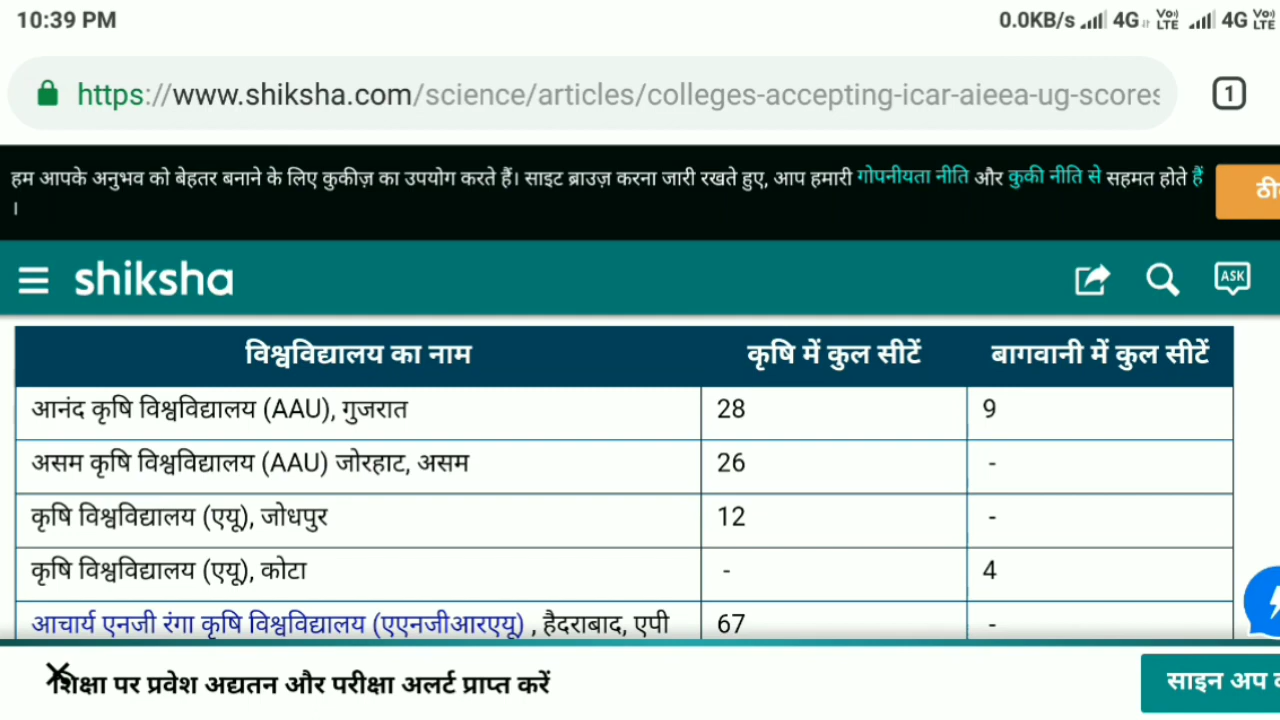 10:39 PM 0.0KB/s 4G Vo) LTE 4G Vo) LTE
https://www.shiksha.com/science/articles/colleges-accepting-icar-aieea-ug-scores 1
हम आपके अनुभव को बेहतर बनाने के लिए कुकीज़ का उपयोग करते हैं। साइट ब्राउज़ करना जारी रखते हुए, आप हमारी गोपनीयता नीति और कुकी नीति से सहमत होते हैं
।
shiksha ASK
विश्वविद्यालय का नाम कृषि में कुल सीटें बागवानी में कुल सीटें
आनंद कृषि विश्वविद्यालय (AAU), गुजरात 28 9
असम कृषि विश्वविद्यालय (AAU) जोरहाट, असम 26 -
कृषि विश्वविद्यालय (एयू), जोधपुर 12 -
कृषि विश्वविद्यालय (एयू), कोटा - 4
आचार्य एनजी रंगा कृषि विश्वविद्यालय (एएनजीआरएयू) , हैदराबाद, एपी 67 -
शिक्षा पर प्रवेश अद्यतन और परीक्षा अलर्ट प्राप्त करें साइन अप